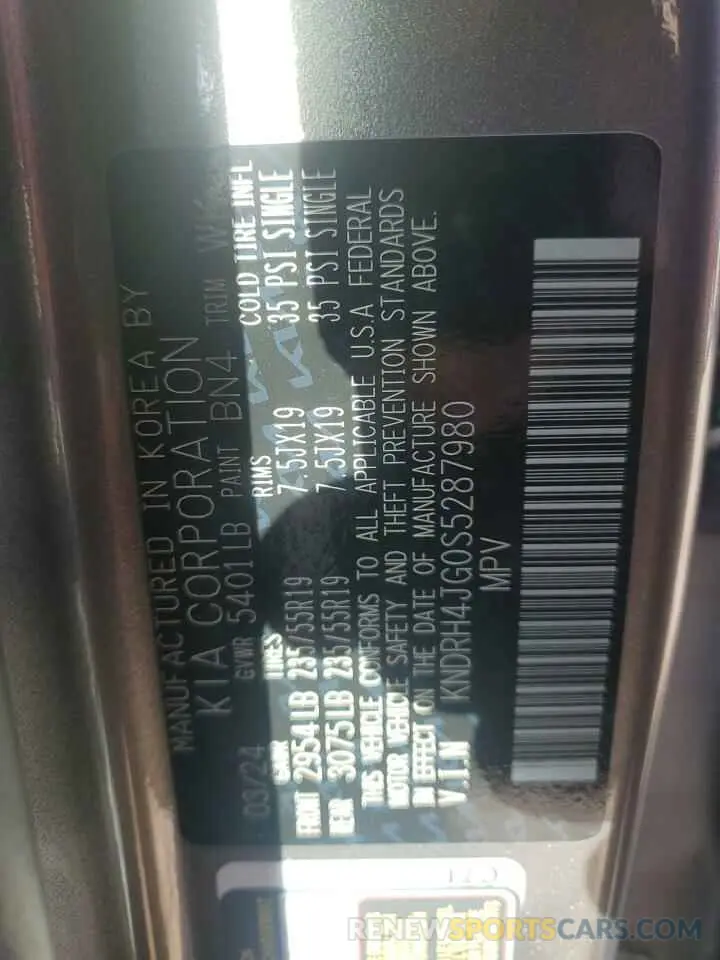 MANUFACTURED IN KOREA BY
KIA CORPORATION
03/24 GVWR 5401LB PAINT BN4 TRIM WK
GAWR TIRES RIMS COLD TIRE INFL
FRONT 2954LB 235/55R19 7.5JX19 35 PSI SINGLE
REAR 3075LB 235/55R19 7.5JX19 35 PSI SINGLE
THIS VEHICLE CONFORMS TO ALL APPLICABLE U.S.A FEDERAL
MOTOR VEHICLE SAFETY AND THEFT PREVENTION STANDARDS
IN EFFECT ON THE DATE OF MANUFACTURE SHOWN ABOVE.
V.I.N KNDRH4JG0S5287980
MPV
RENEWSPORTSCARS.COM